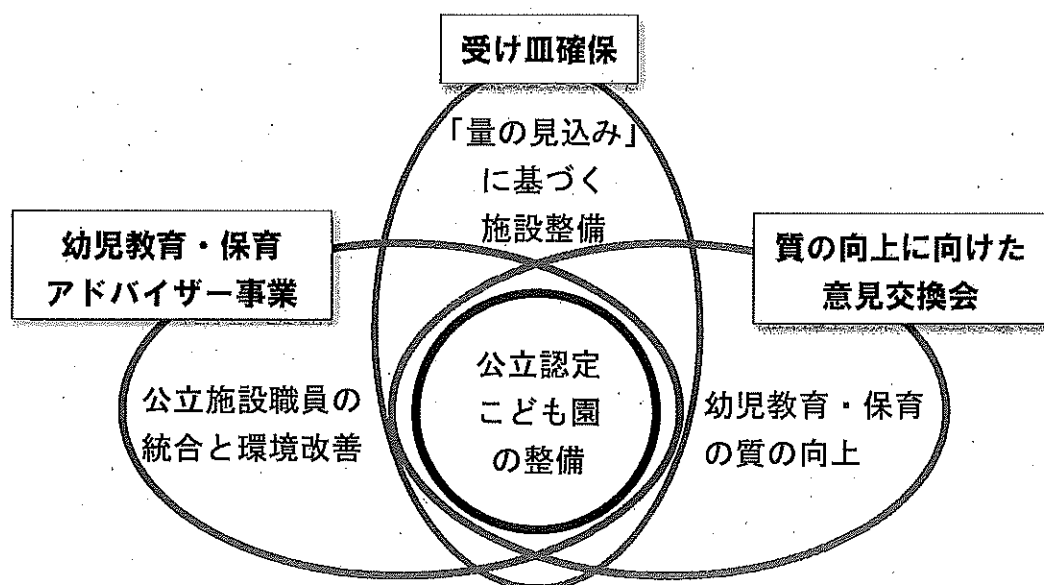 受け皿確保
「量の見込み」
に基づく
施設整備
幼児教育・保育
アドバイザー事業
質の向上に向けた
意見交換会
公立認定
こども園
の整備
公立施設職員の
統合と環境改善
幼児教育・保育
の質の向上